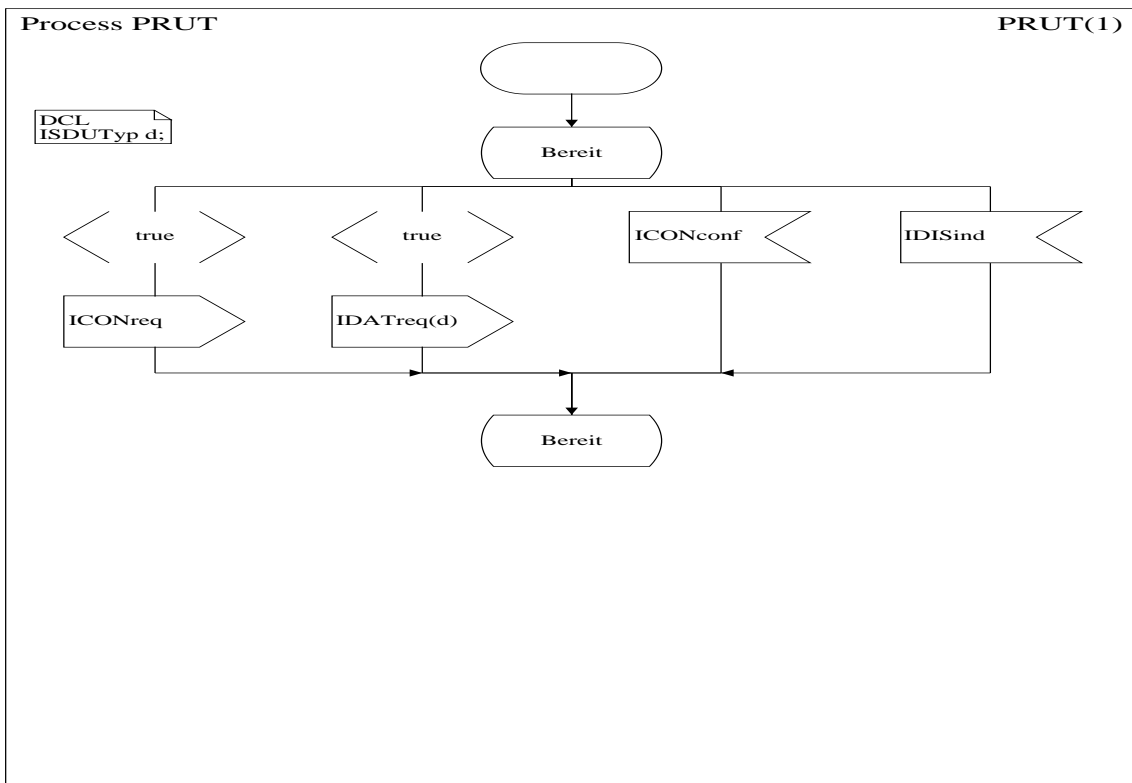 Process PRUT
PRUT(1)
DCL
ISDUTyp d;
Bereit
true
true
ICONconf
IDISind
ICONreq
IDATreq(d)
Bereit